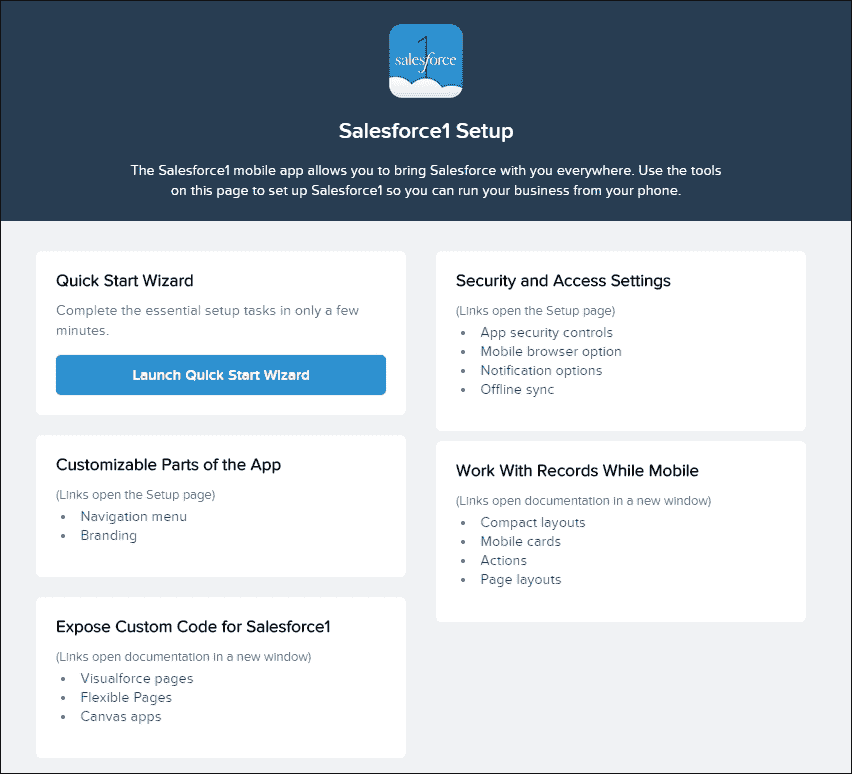 1
salesforce
Salesforce1 Setup
The Salesforce1 mobile app allows you to bring Salesforce with you everywhere. Use the tools
on this page to set up Salesforce1 so you can run your business from your phone.
Quick Start Wizard
Complete the essential setup tasks in only a few
minutes.
Launch Quick Start Wizard
Customizable Parts of the App
(Links open the Setup page)
• Navigation menu
• Branding
Expose Custom Code for Salesforce1
(Links open documentation in a new window)
• Visualforce pages
• Flexible Pages
• Canvas apps
Security and Access Settings
(Links open the Setup page)
• App security controls
• Mobile browser option
• Notification options
• Offline sync
Work With Records While Mobile
(Links open documentation in a new window)
• Compact layouts
• Mobile cards
• Actions
• Page layouts